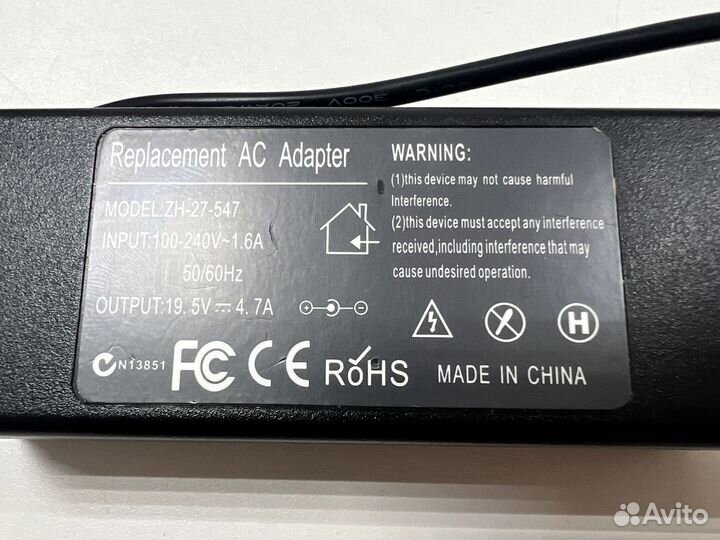 Replacement AC Adapter
MODEL:ZH-27-547
INPUT:100-240V~1.6A
50/60Hz
OUTPUT:19.5V⎓4.7A
N13851
FC CE RoHS
WARNING:
(1)this device may not cause harmful
Interference.
(2)this device must accept any interference
received,including interference that may
cause undesired operation.
H
MADE IN CHINA
Avito